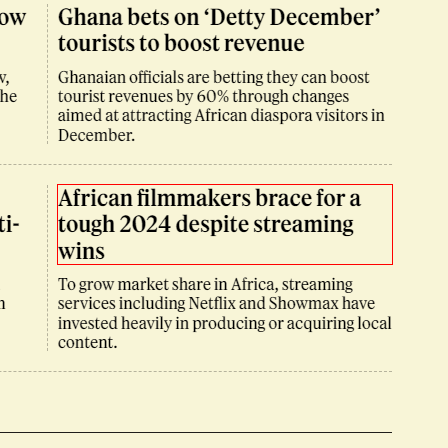 ow
Ghana bets on ‘Detty December’
tourists to boost revenue
v,
he
Ghanaian officials are betting they can boost
tourist revenues by 60% through changes
aimed at attracting African diaspora visitors in
December.
African filmmakers brace for a
ti-
tough 2024 despite streaming
wins
To grow market share in Africa, streaming
services including Netflix and Showmax have
invested heavily in producing or acquiring local
content.